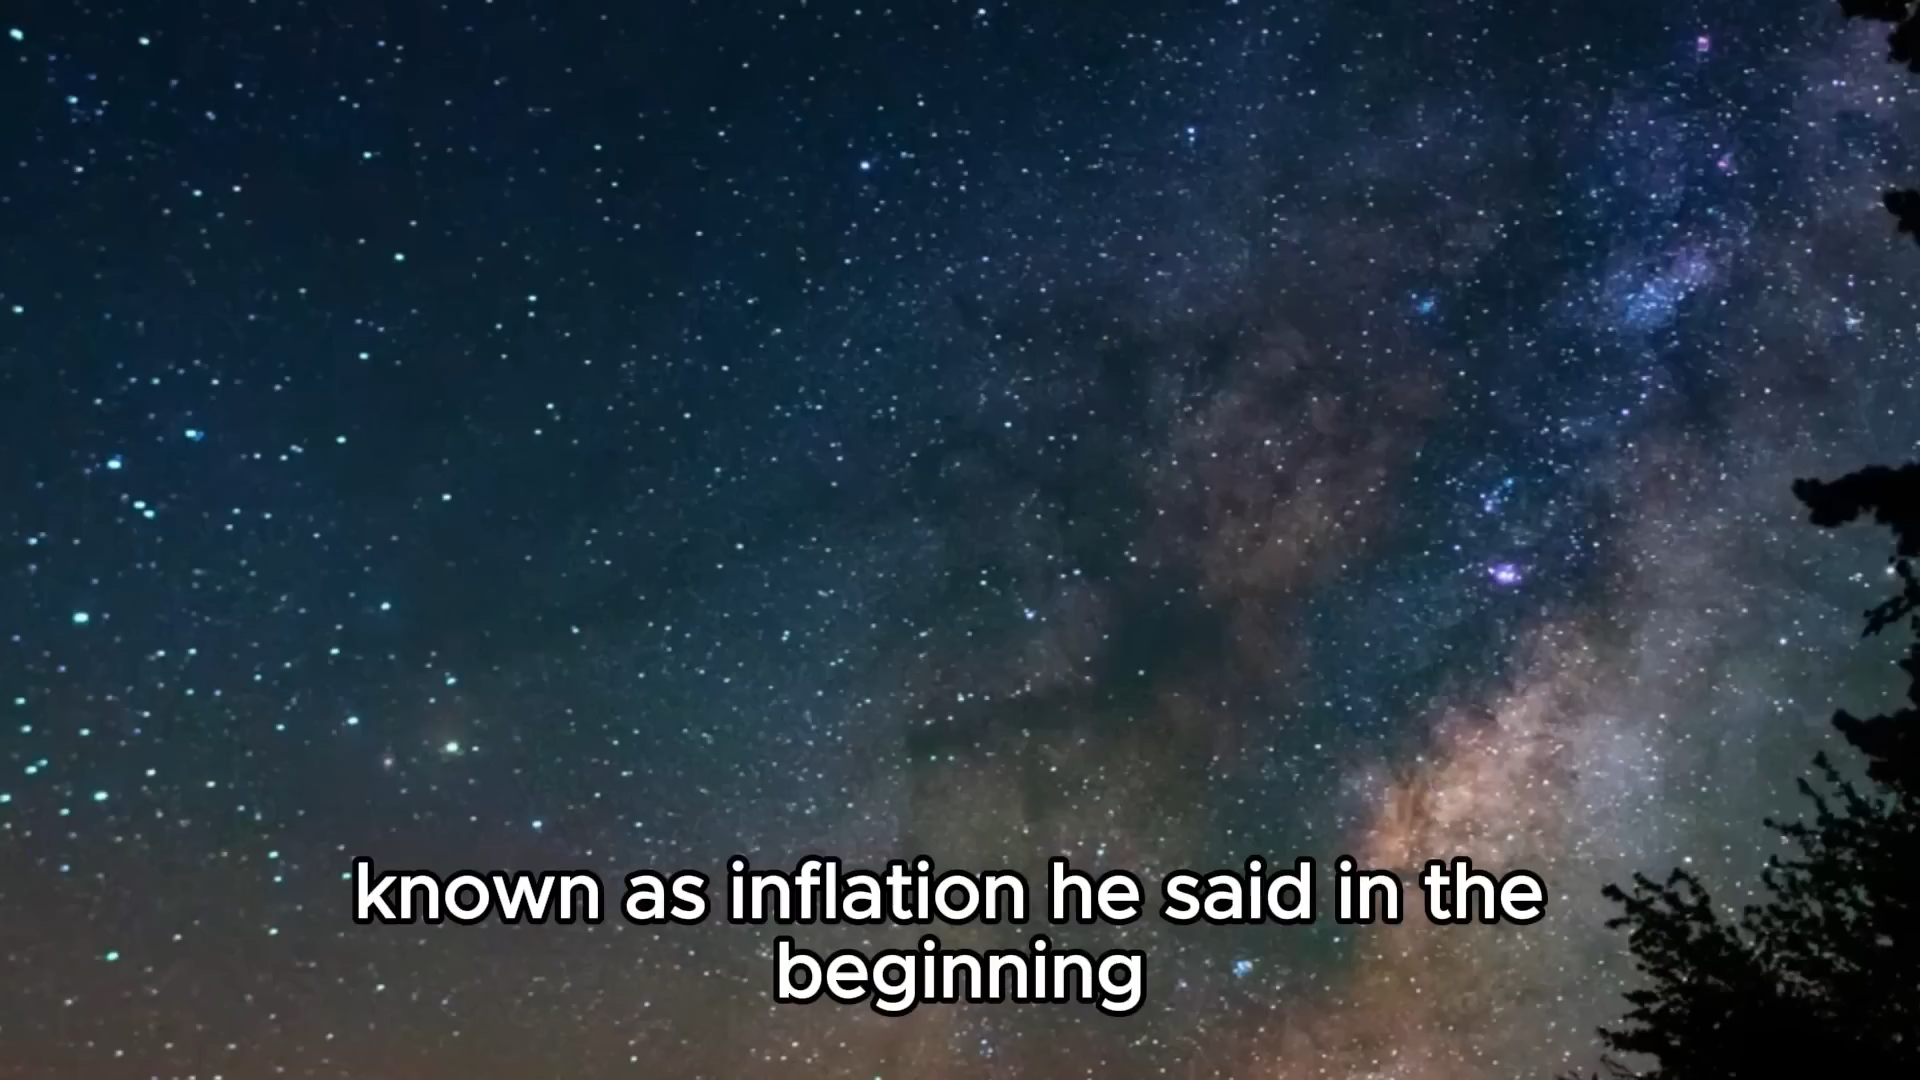 known as inflation he said in the
beginning